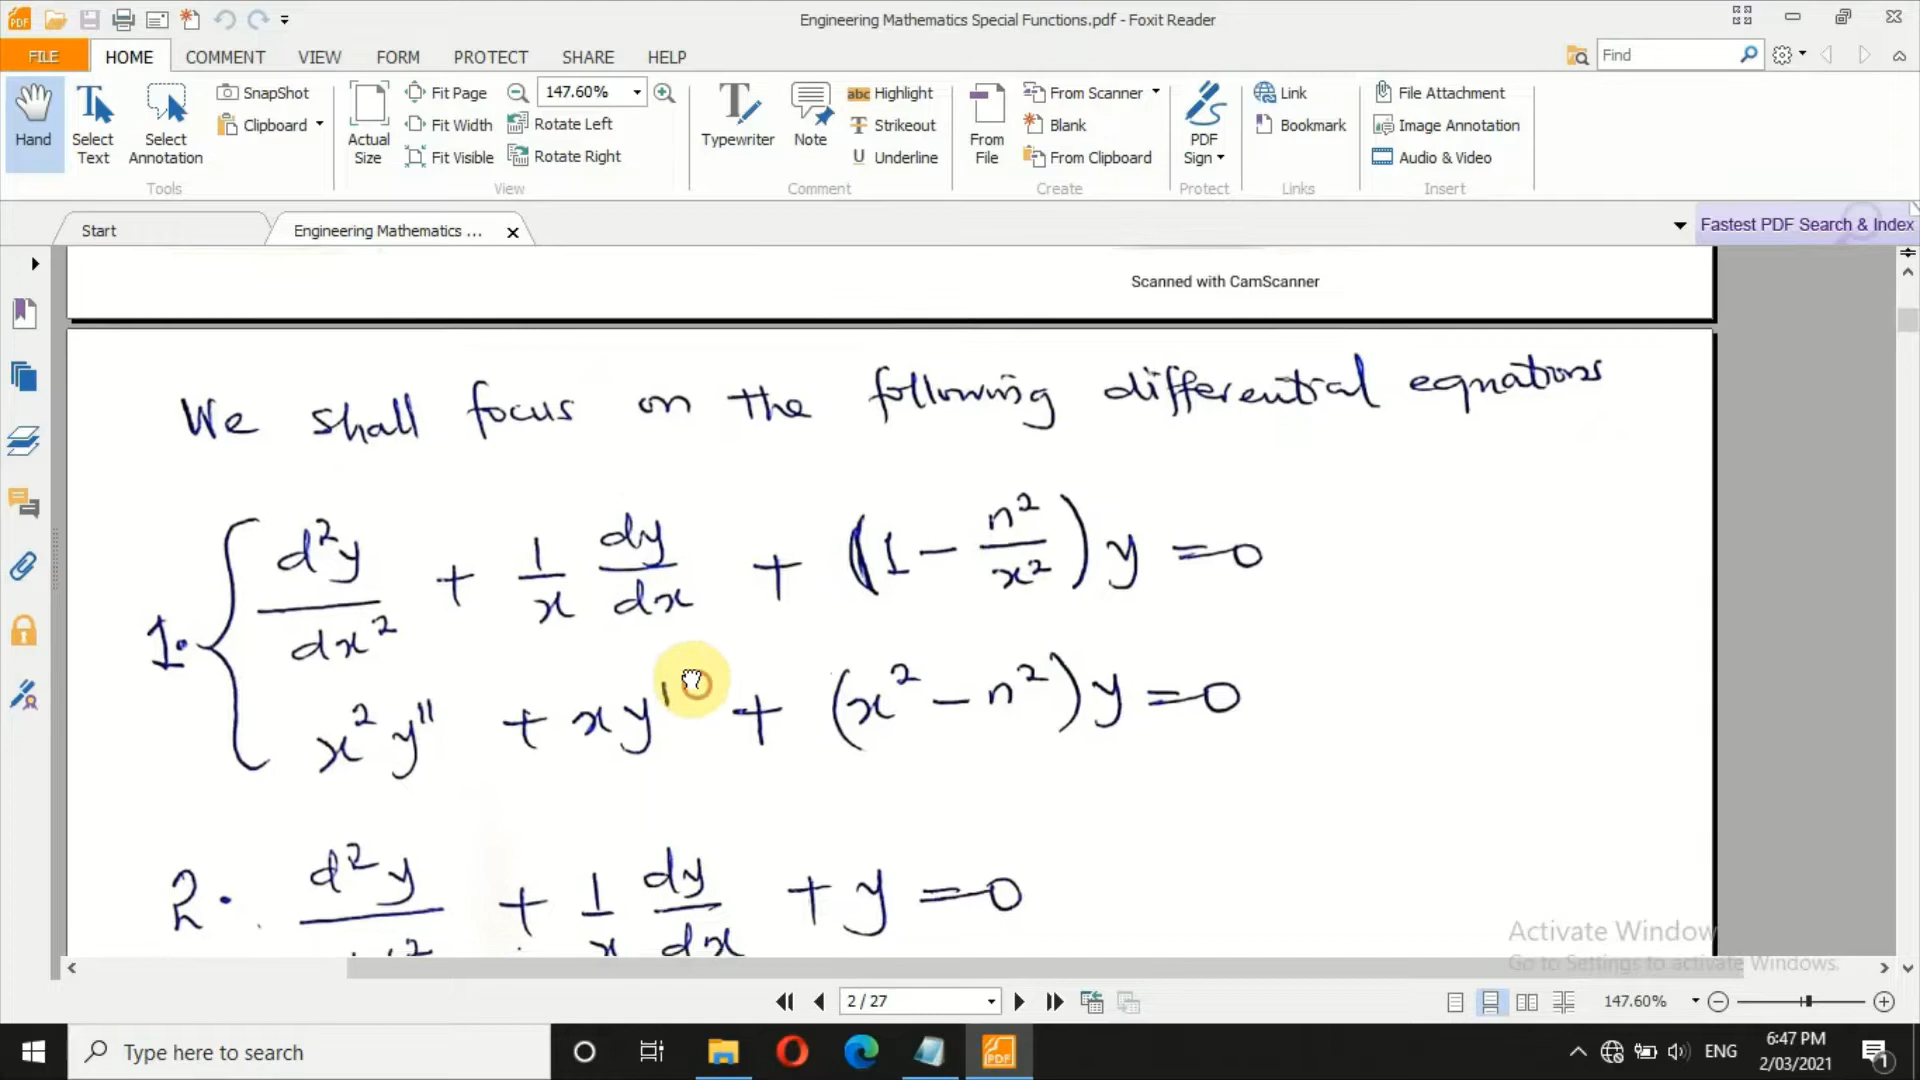 Engineering Mathematics Special Functions.pdf - Foxit Reader
FILE HOME COMMENT VIEW FORM PROTECT SHARE HELP Find
Hand Select Text Select Annotation SnapShot Clipboard Tools
Actual Size Fit Page Fit Width Fit Visible 147.60% Rotate Left Rotate Right View
Typewriter Note Highlight Strikeout Underline Comment
From File From Scanner Blank From Clipboard Create
PDF Sign Protect
Link Bookmark Links
File Attachment Image Annotation Audio & Video Insert
Start Engineering Mathematics ... Fastest PDF Search & Index
Scanned with CamScanner
We shall focus on the following differential equations
1. d²y/dx² + 1/x dy/dx + (1 - n²/x²) y = 0
x²y'' + xy' + (x² - n²) y = 0
2. d²y + 1/x dy/dx + y = 0
Activate Window
Go to Settings to activate Windows.
2 / 27 147.60%
Type here to search ENG 6:47 PM
2/03/2021 1